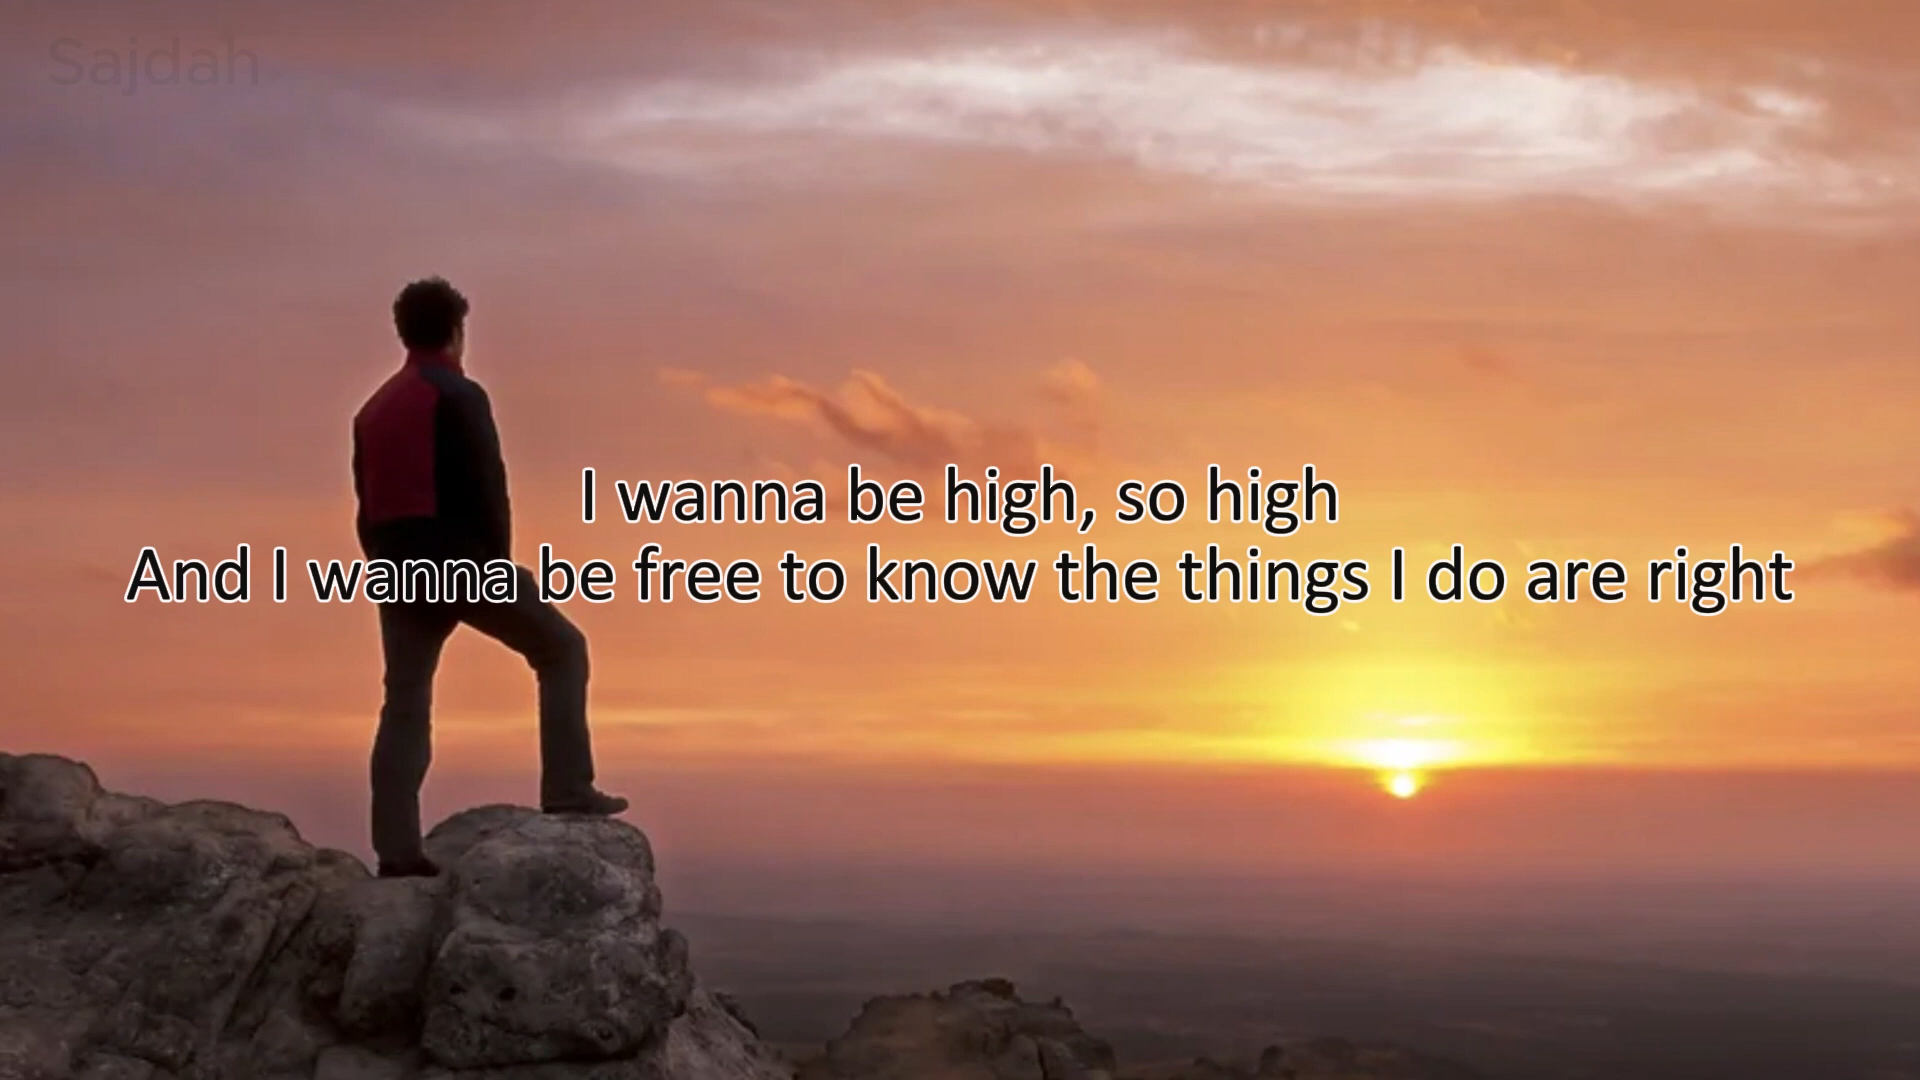 Sajdah
I wanna be high, so high
And I wanna be free to know the things I do are right